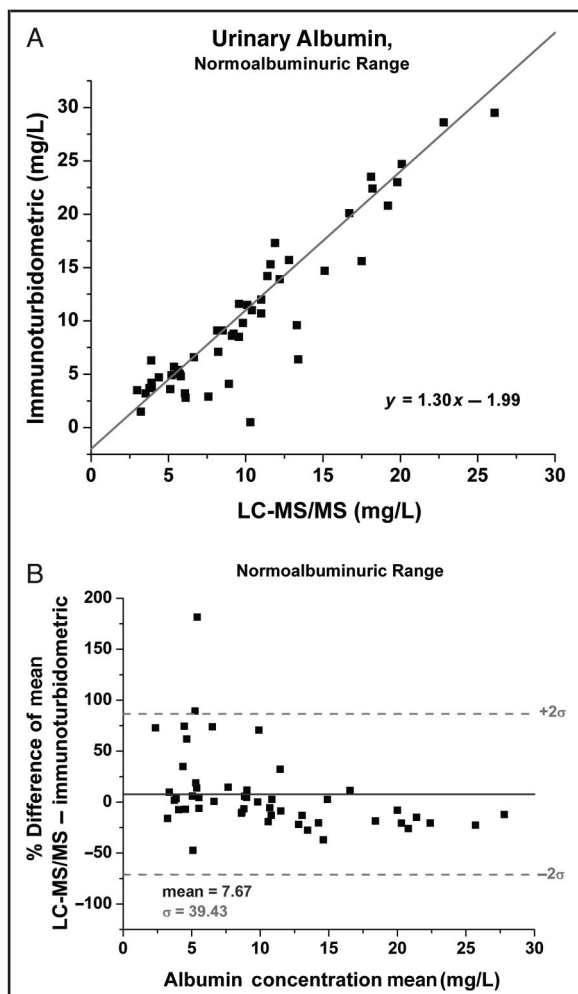 A
Urinary Albumin,
Normoalbuminuric Range
Immunoturbidometric (mg/L)
30
25
20
15
10
5
0
y = 1.30x – 1.99
0 5 10 15 20 25 30
LC-MS/MS (mg/L)
B
Normoalbuminuric Range
% Difference of mean
LC-MS/MS – immunoturbidometric
200
150
100
50
0
−50
−100
+2σ
−2σ
mean = 7.67
σ = 39.43
0 5 10 15 20 25 30
Albumin concentration mean (mg/L)